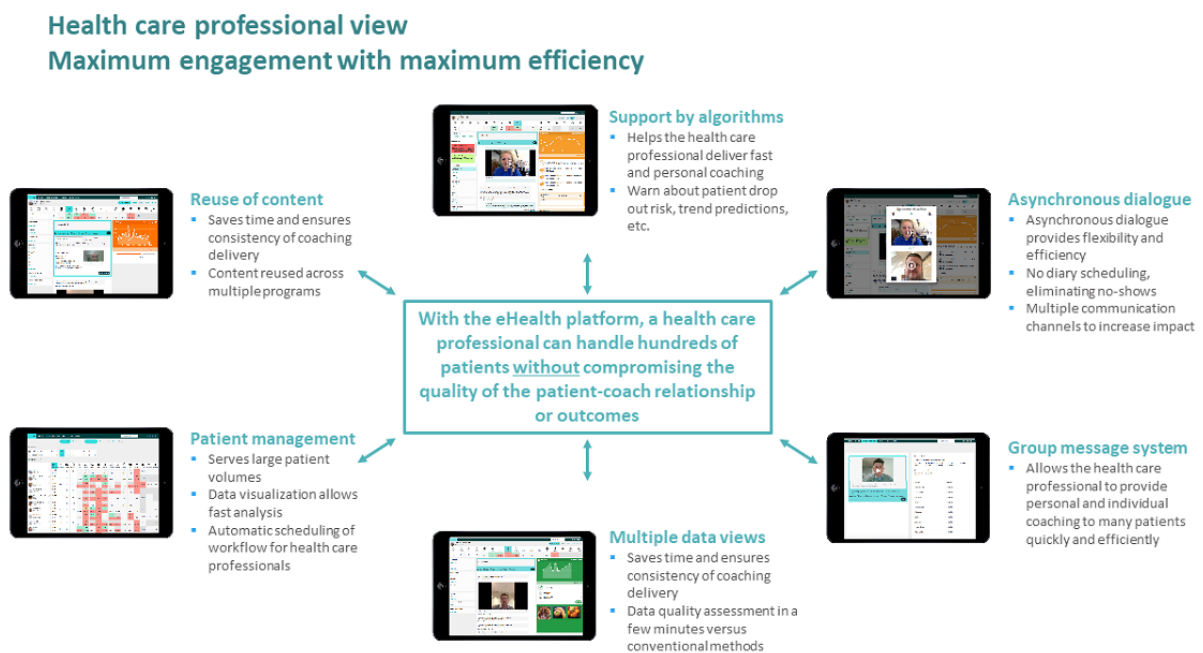 Health care professional view
Maximum engagement with maximum efficiency
Support by algorithms
Helps the health care
professional deliver fast
and personal coaching
Warn about patient drop
out risk, trend predictions,
etc.
Reuse of content
Saves time and ensures
consistency of coaching
delivery
Content reused across
multiple programs
Asynchronous dialogue
Asynchronous dialogue
provides flexibility and
efficiency
No diary scheduling,
eliminating no-shows
Multiple communication
channels to increase impact
With the eHealth platform, a health care
professional can handle hundreds of
patients without compromising the
quality of the patient-coach relationship
or outcomes
Patient management
Serves large patient
volumes
Data visualization allows
fast analysis
Automatic scheduling of
workflow for health care
professionals
Group message system
Allows the health care
professional to provide
personal and individual
coaching to many patients
quickly and efficiently
Multiple data views
Saves time and ensures
consistency of coaching
delivery
Data quality assessment in a
few minutes versus
conventional methods